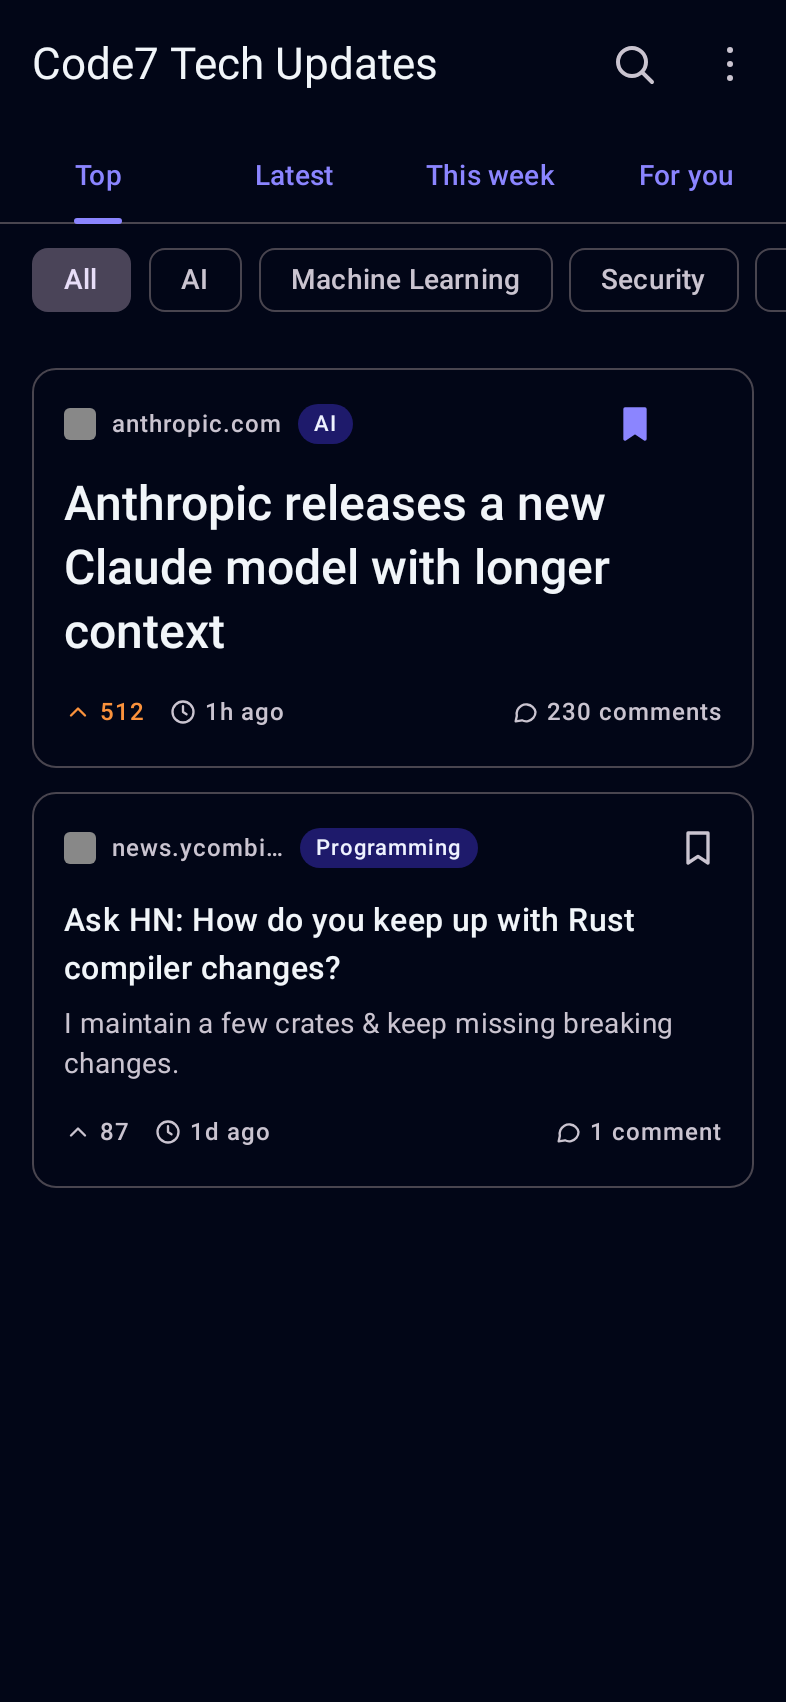 Code7 Tech Updates
Top Latest This week For you
All AI Machine Learning Security
anthropic.com AI
Anthropic releases a new
Claude model with longer
context
512 1h ago 230 comments
news.ycombi… Programming
Ask HN: How do you keep up with Rust
compiler changes?
I maintain a few crates & keep missing breaking
changes.
87 1d ago 1 comment